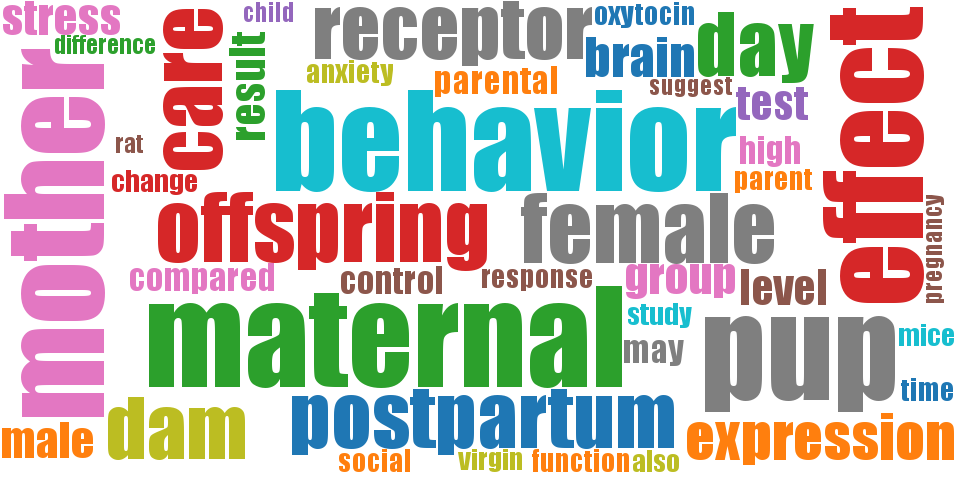 stress
child
receptor
oxytocin
difference
care
result
anxiety
parental
brain
day
suggest
test
effect
mother
behavior
rat
change
high
parent
offspring
female
pregnancy
compared
control
response
group
level
maternal
study
may
pup
mice
time
male
dam
postpartum
expression
social
virgin
function
also